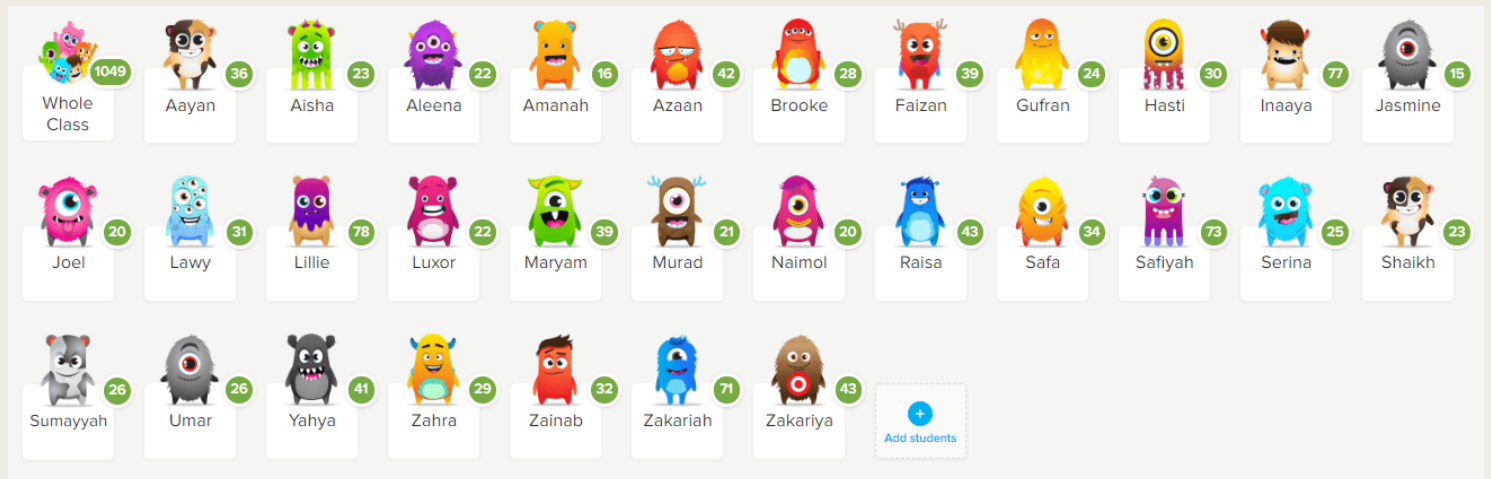 1049 36 23 22 16 42 28 39 24 30 77 15
Whole Aayan Aisha Aleena Amanah Azaan Brooke Faizan Gufran Hasti Inaaya Jasmine
Class
20 31 78 22 39 21 20 43 34 73 25 23
Joel Lawy Lillie Luxor Maryam Murad Naimol Raisa Safa Safiyah Serina Shaikh
26 26 41 29 32 71 43
Sumayyah Umar Yahya Zahra Zainab Zakariah Zakariya
+
Add students